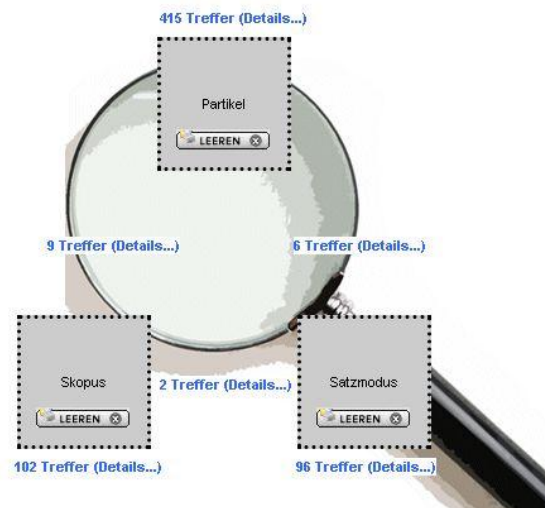 415 Treffer (Details...)
Partikel
LEEREN
9 Treffer (Details...)
6 Treffer (Details...)
Skopus
LEEREN
2 Treffer (Details...)
Satzmodus
LEEREN
102 Treffer (Details...)
96 Treffer (Details...)